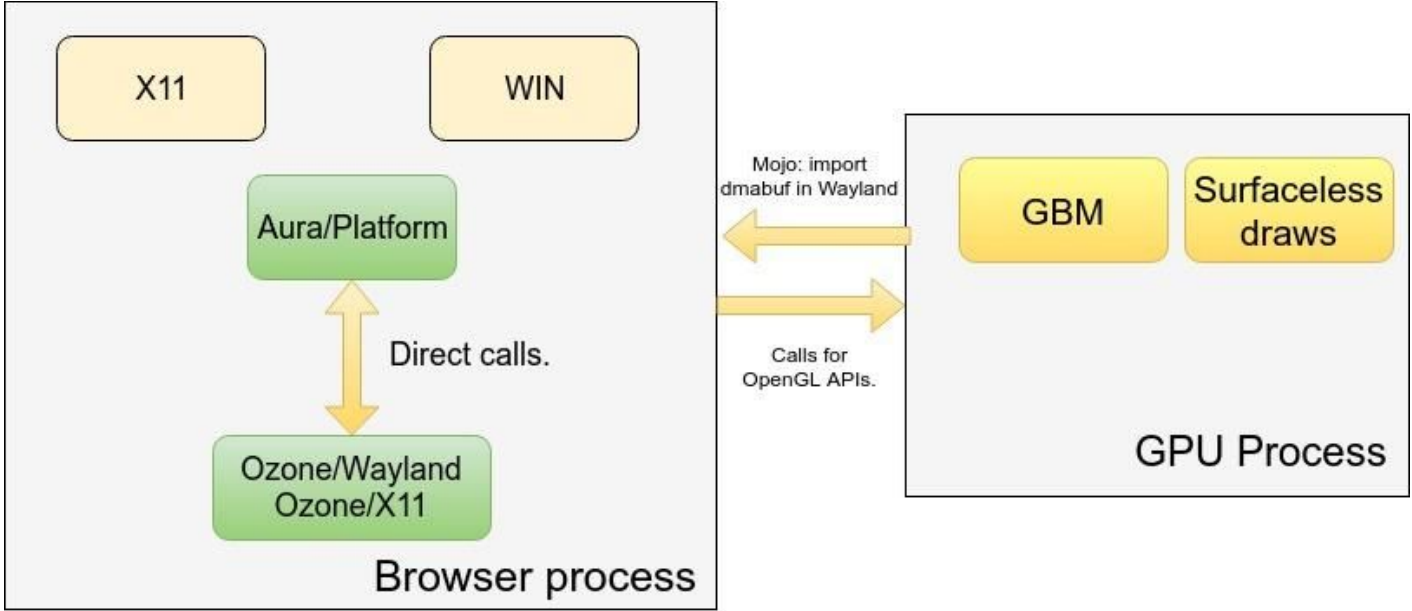 X11
WIN
Aura/Platform
Direct calls.
Ozone/Wayland
Ozone/X11
Browser process
Mojo: import
dmabuf in Wayland
Calls for
OpenGL APIs.
GBM
Surfaceless
draws
GPU Process